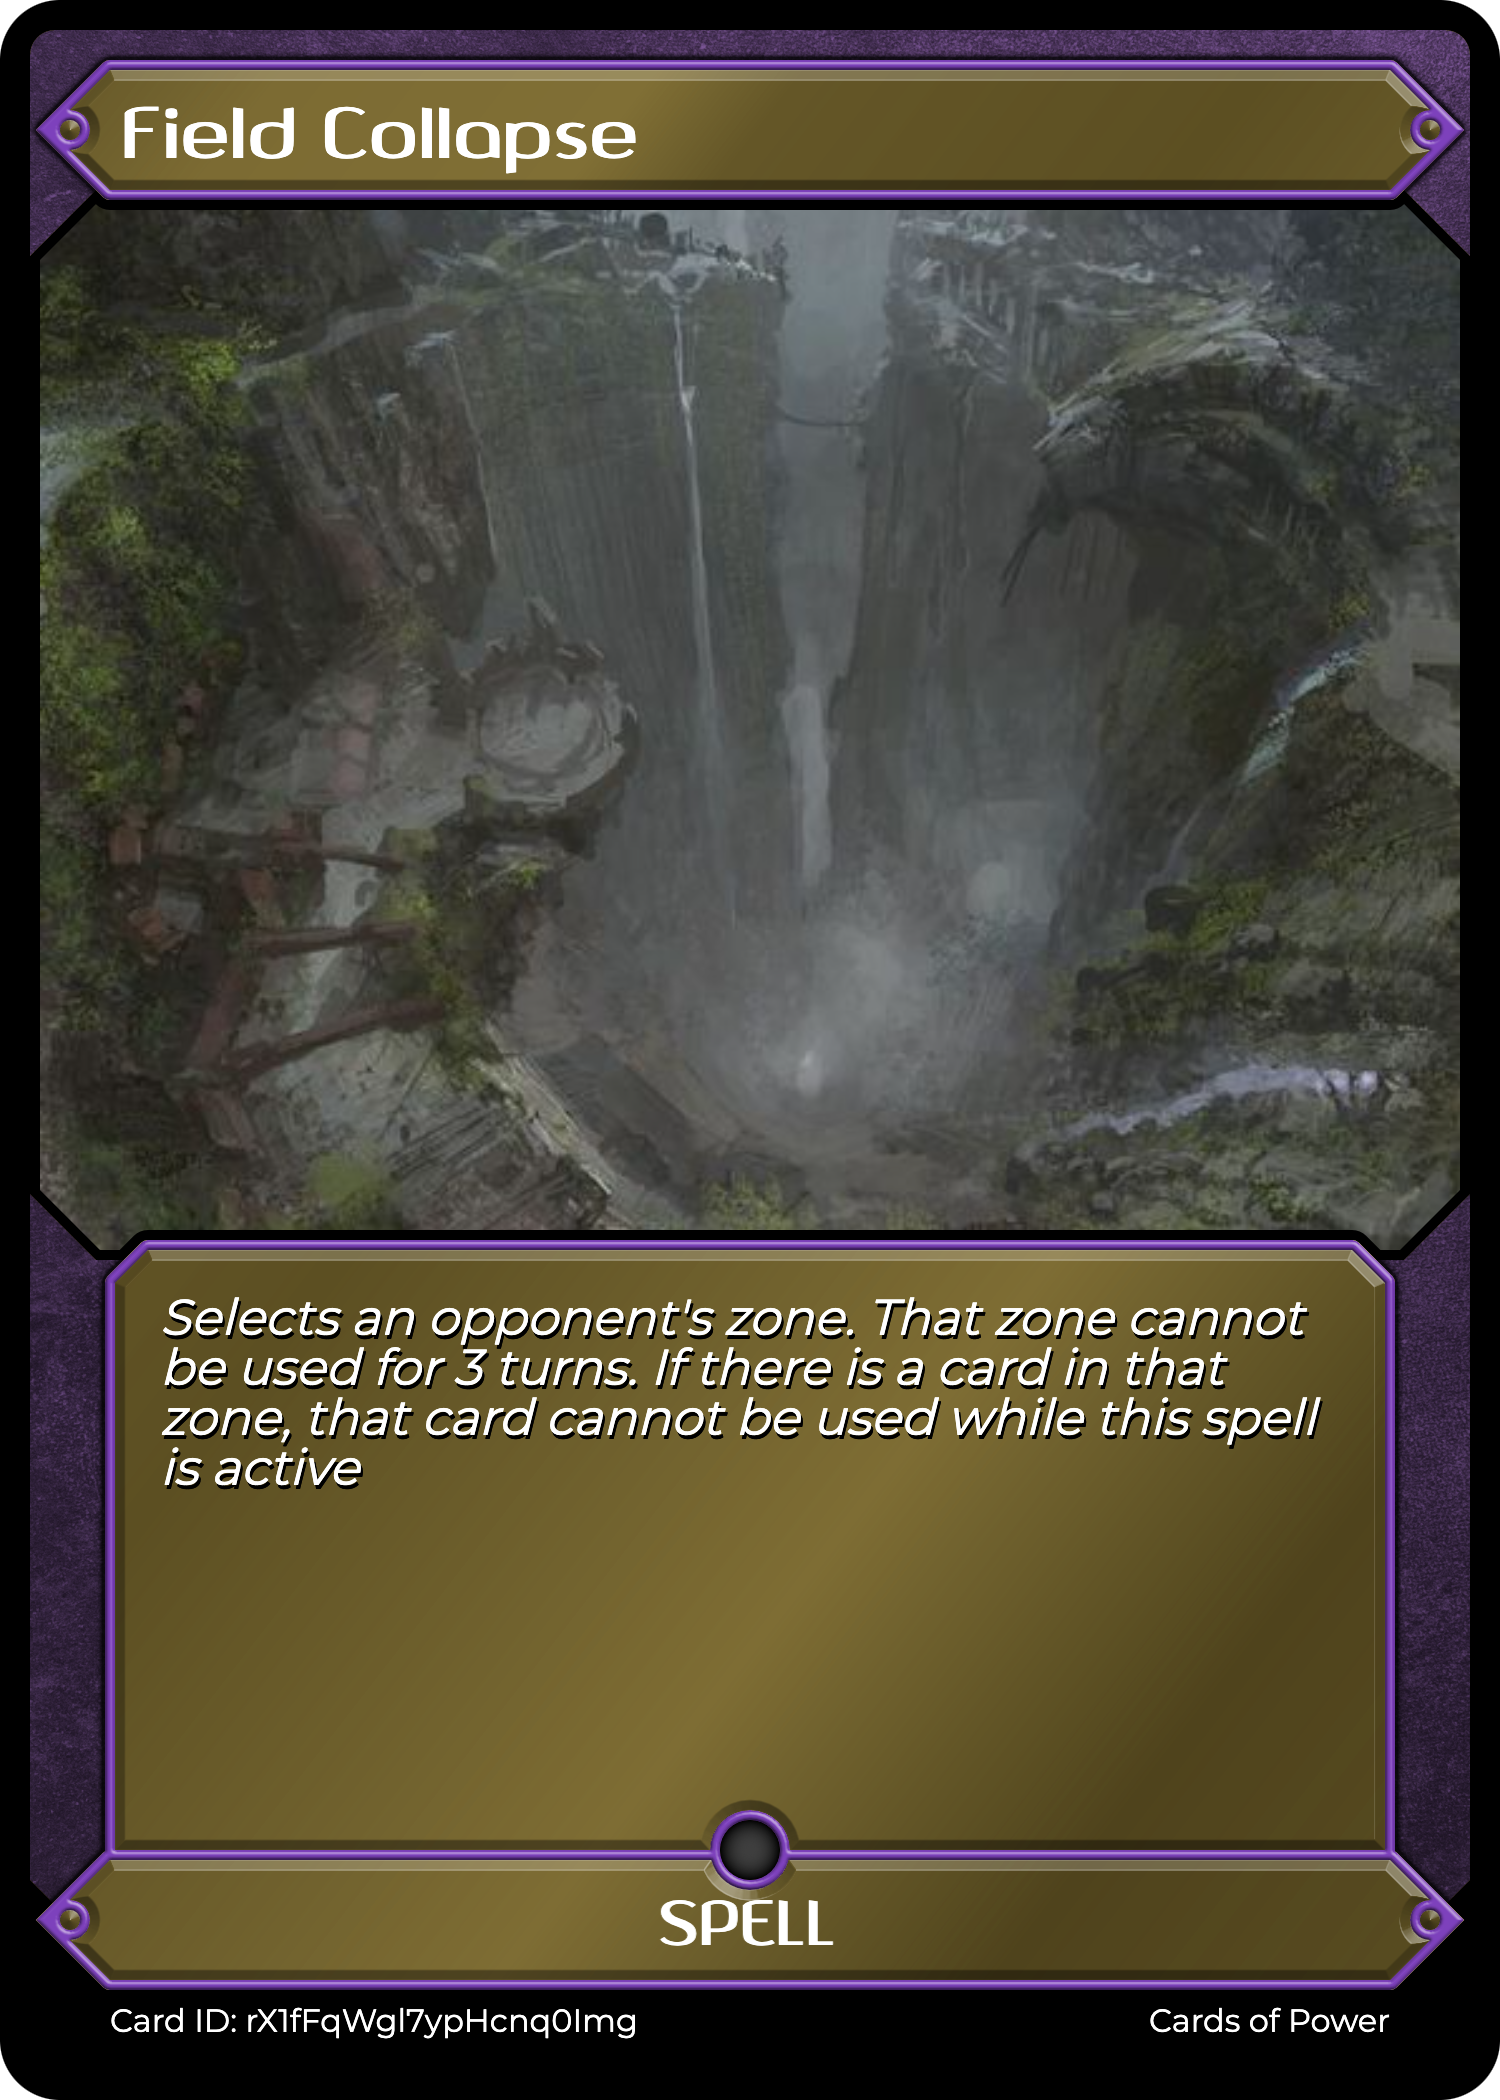 Field Collapse
Selects an opponent's zone. That zone cannot
be used for 3 turns. If there is a card in that
zone, that card cannot be used while this spell
is active
SPELL
Card ID: rX1fFqWgl7ypHcnq0Img
Cards of Power